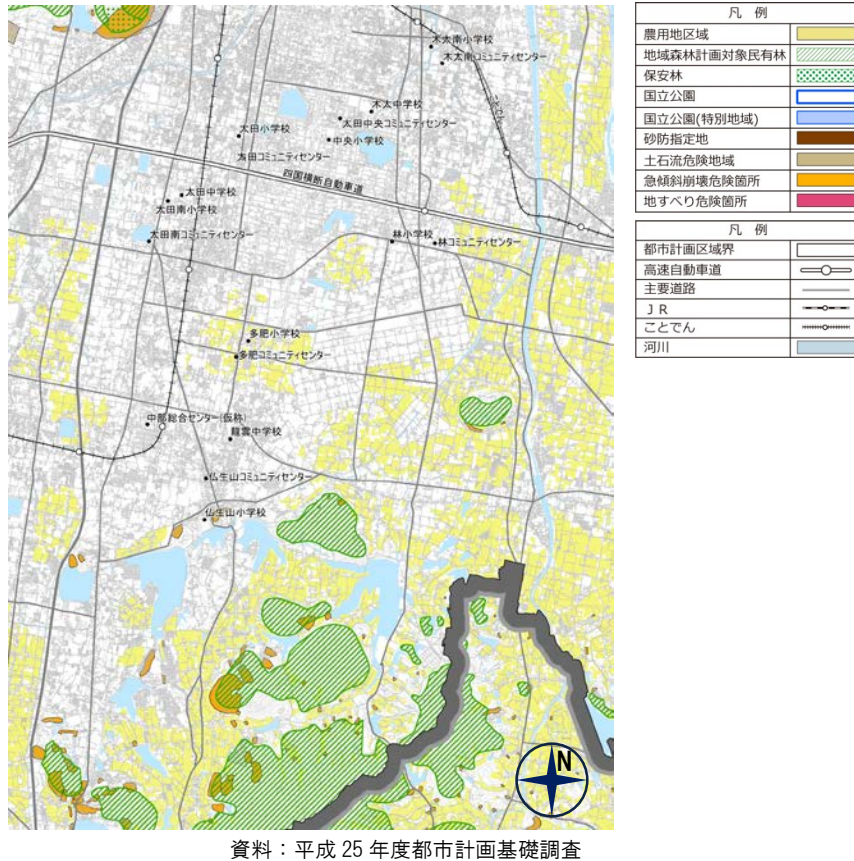 木太南小学校
木太南コミュニティセンター
ことでん
木太中学校
太田中央コミュニティセンター
太田小学校
中央小学校
太田コミュニティセンター
四国横断自動車道
太田中学校
太田南小学校
太田南コミュニティセンター
林小学校
林コミュニティセンター
多肥小学校
多肥コミュニティセンター
中部総合センター(仮称)
龍雲中学校
仏生山コミュニティセンター
仏生山小学校
N
凡 例
農用地区域
地域森林計画対象民有林
保安林
国立公園
国立公園(特別地域)
砂防指定地
土石流危険地域
急傾斜崩壊危険箇所
地すべり危険箇所
凡 例
都市計画区域界
高速自動車道
主要道路
ＪＲ
ことでん
河川
資料：平成 25 年度都市計画基礎調査